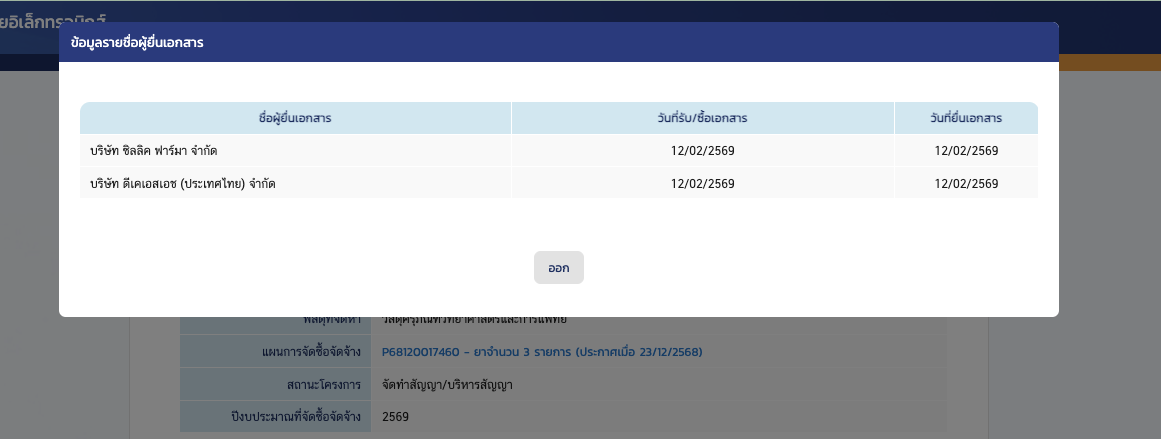 ข้อมูลรายชื่อผู้ยื่นเอกสาร
ชื่อผู้ยื่นเอกสาร วันที่รับ/ซื้อเอกสาร วันที่ยื่นเอกสาร
บริษัท ซิลลิค ฟาร์มา จำกัด 12/02/2569 12/02/2569
บริษัท ดีเคเอสเอช (ประเทศไทย) จำกัด 12/02/2569 12/02/2569
ออก
แผนการจัดซื้อจัดจ้าง P68120017460 - ยาจำนวน 3 รายการ (ประกาศเมื่อ 23/12/2568)
สถานะโครงการ จัดทำสัญญา/บริหารสัญญา
ปีงบประมาณที่จัดซื้อจัดจ้าง 2569